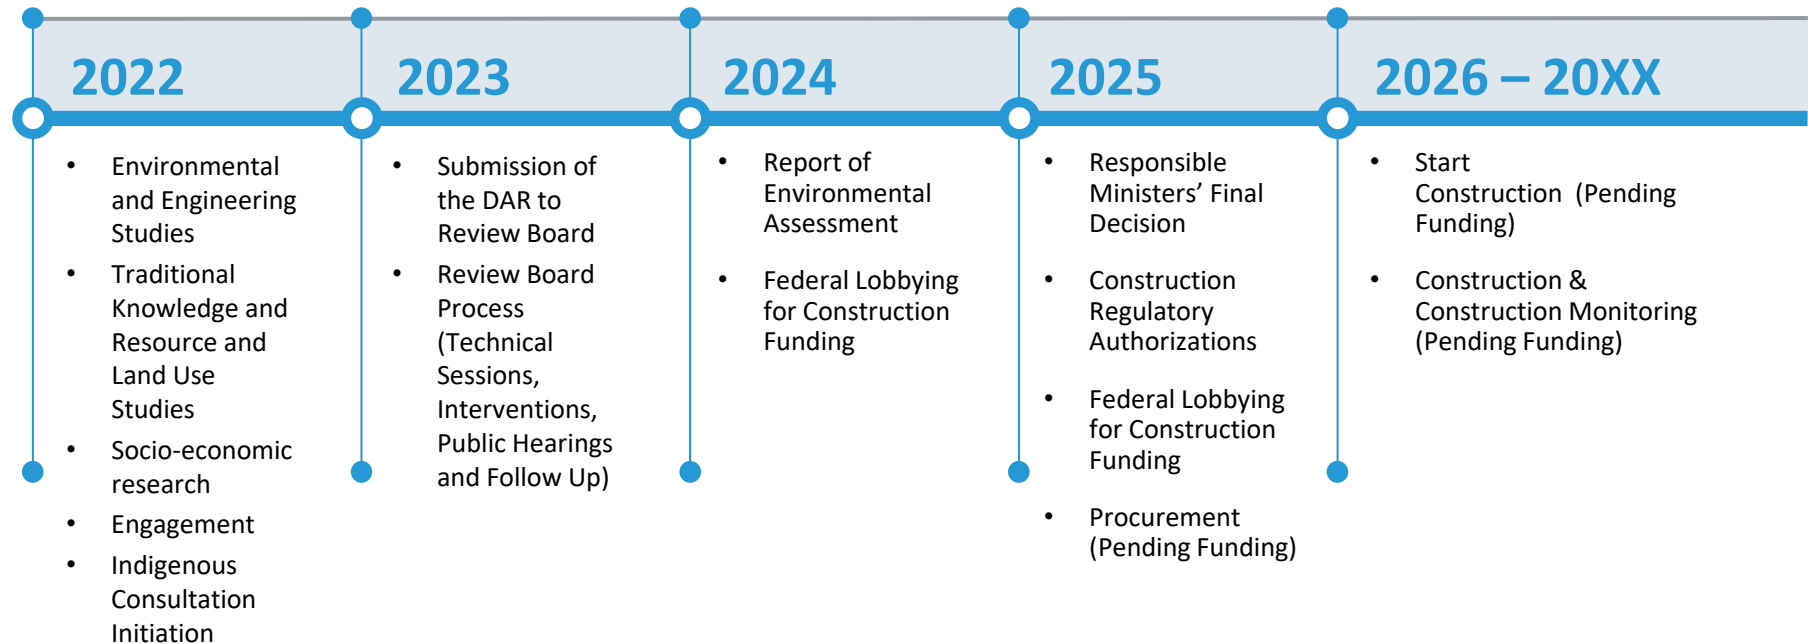 2022
• Environmental
and Engineering
Studies
• Traditional
Knowledge and
Resource and
Land Use
Studies
• Socio-economic
research
• Engagement
• Indigenous
Consultation
Initiation
2023
• Submission of
the DAR to
Review Board
• Review Board
Process
(Technical
Sessions,
Interventions,
Public Hearings
and Follow Up)
2024
• Report of
Environmental
Assessment
• Federal Lobbying
for Construction
Funding
2025
• Responsible
Ministers’ Final
Decision
• Construction
Regulatory
Authorizations
• Federal Lobbying
for Construction
Funding
• Procurement
(Pending Funding)
2026 – 20XX
• Start
Construction (Pending
Funding)
• Construction &
Construction Monitoring
(Pending Funding)